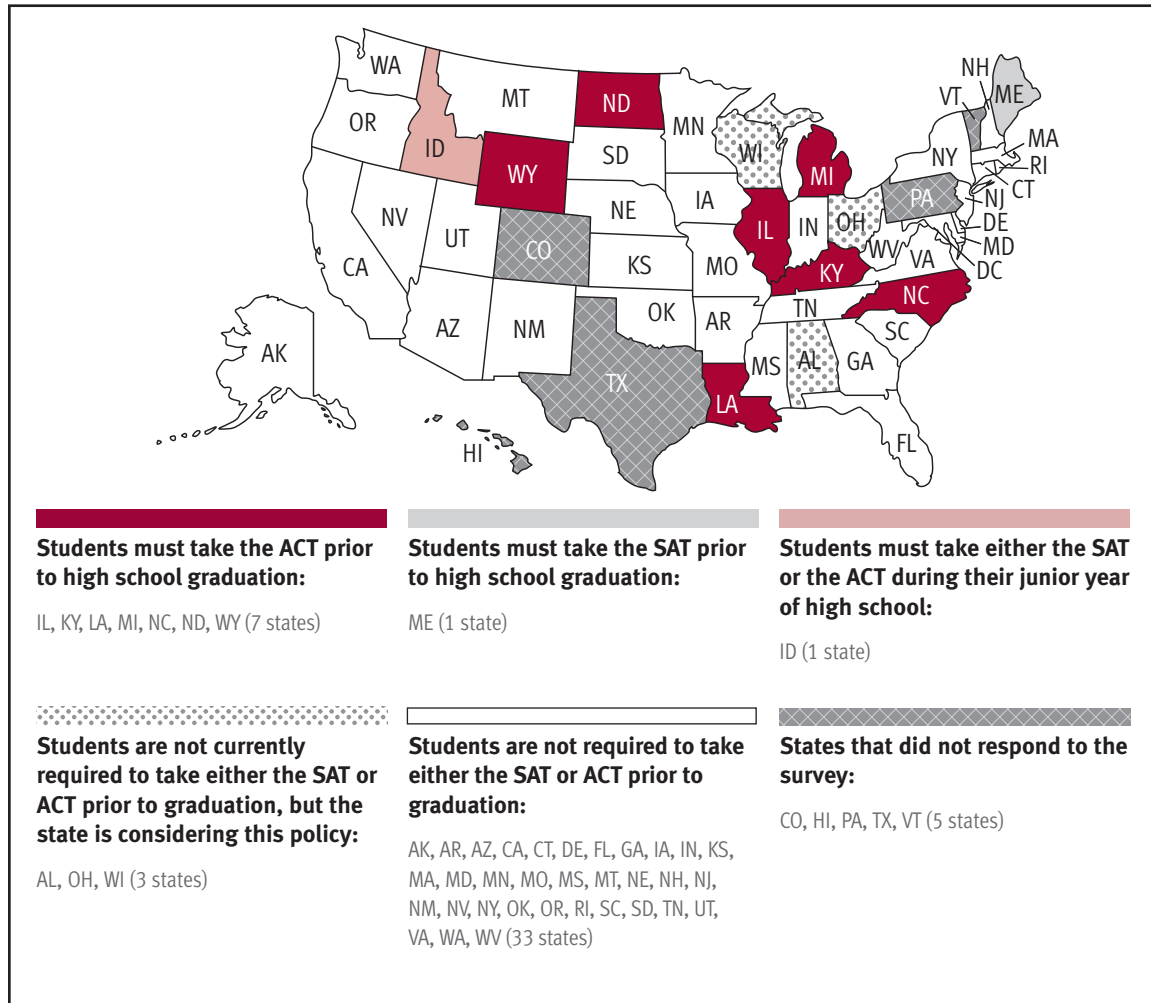 WA
OR
CA
NV
ID
MT
WY
UT
AZ
CO
NM
ND
SD
NE
KS
OK
TX
MN
IA
MO
AR
LA
WI
IL
MI
IN
OH
KY
TN
MS
AL
GA
FL
SC
NC
VA
WV
PA
NY
VT
NH
ME
MA
RI
CT
NJ
DE
MD
DC
AK
HI
Students must take the ACT prior
to high school graduation:
IL, KY, LA, MI, NC, ND, WY (7 states)
Students must take the SAT prior
to high school graduation:
ME (1 state)
Students must take either the SAT
or the ACT during their junior year
of high school:
ID (1 state)
Students are not currently
required to take either the SAT or
ACT prior to graduation, but the
state is considering this policy:
AL, OH, WI (3 states)
Students are not required to take
either the SAT or ACT prior to
graduation:
AK, AR, AZ, CA, CT, DE, FL, GA, IA, IN, KS,
MA, MD, MN, MO, MS, MT, NE, NH, NJ,
NM, NV, NY, OK, OR, RI, SC, SD, TN, UT,
VA, WA, WV (33 states)
States that did not respond to the
survey:
CO, HI, PA, TX, VT (5 states)